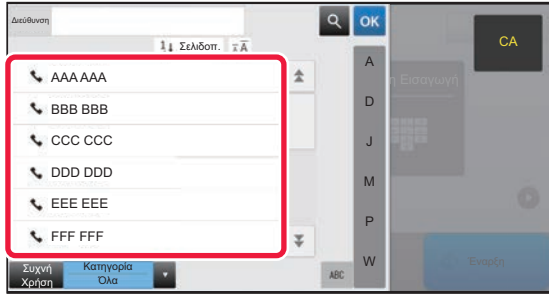 Διεύθυνση
OK
CA
Σελιδοπ.
AAA AAA
BBB BBB
CCC CCC
DDD DDD
EEE EEE
FFF FFF
A
D
J
M
P
W
η Εισαγωγή
Συχνή
Χρήση
Κατηγορία
Όλα
ABC
Έναρξη